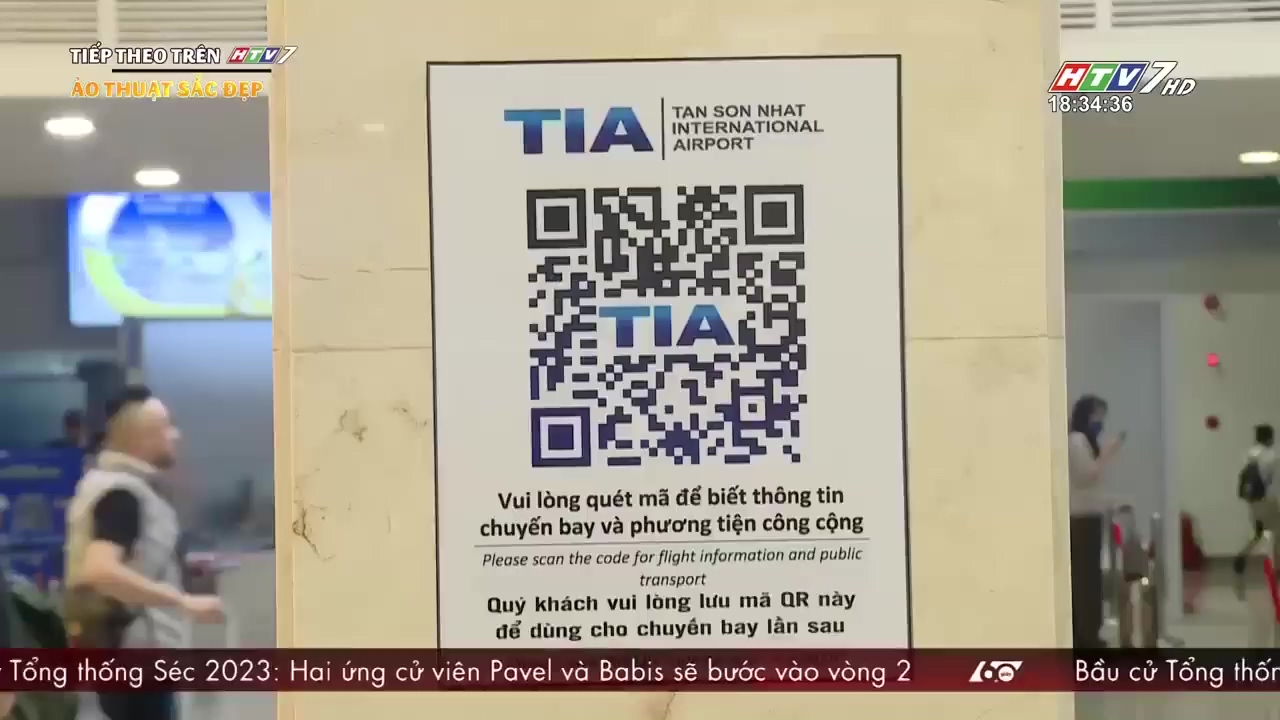 TIẾP THEO TRÊN HTV7
ẢO THUẬT SẮC ĐẸP
HTV7 HD
18:34:36
TIA
TAN SON NHAT
INTERNATIONAL
AIRPORT
TIA
Vui lòng quét mã để biết thông tin
chuyến bay và phương tiện công cộng
Please scan the code for flight information and public
transport
Quý khách vui lòng lưu mã QR này
để dùng cho chuyến bay lần sau
Tổng thống Séc 2023: Hai ứng cử viên Pavel và Babis sẽ bước vào vòng 2
60 giây
Bầu cử Tổng thốn